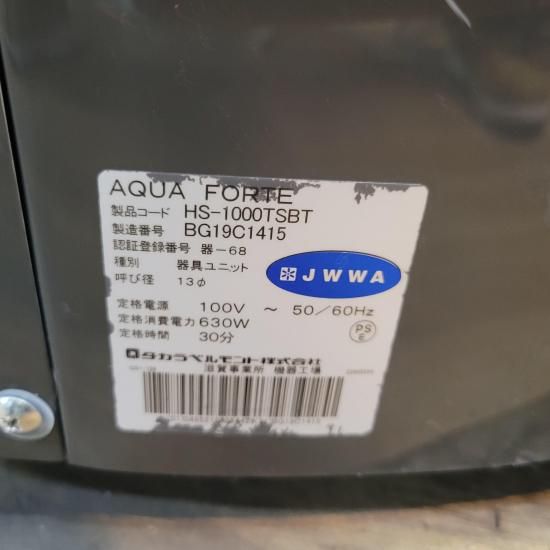 AQUA FORTE
製品コード HS-1000TSBT
製造番号 BG19C1415
認証登録番号 器-68
種別 器具ユニット
呼び径 13φ
JWWA
定格電源 100V ~ 50/60Hz
定格消費電力 630W
定格時間 30分
PS
E
タカラベルモント株式会社
滋賀事業所 機器工場